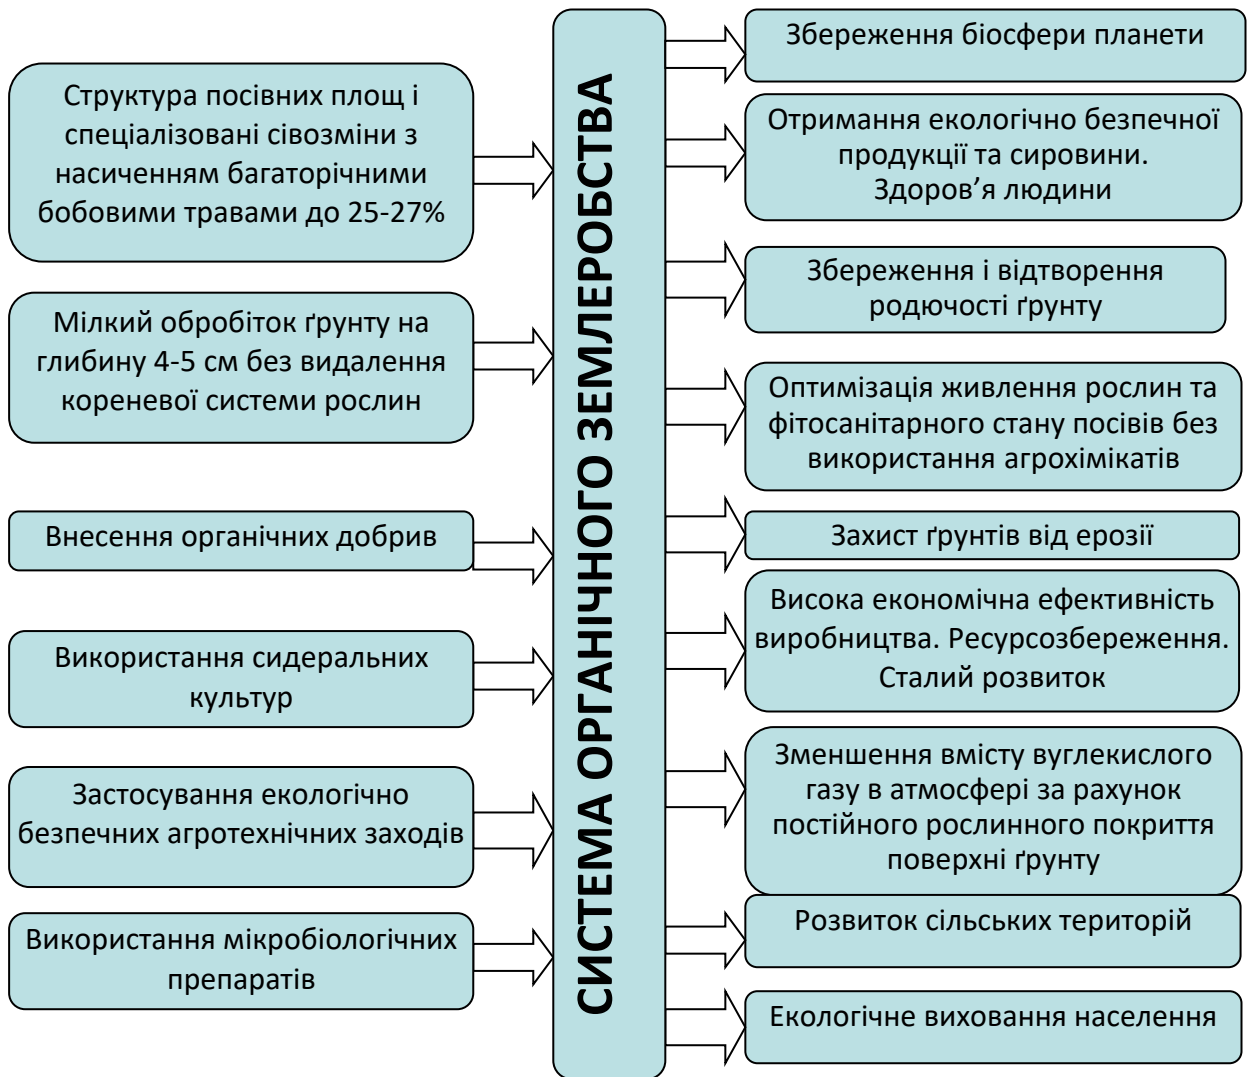 Структура посівних площ і
спеціалізовані сівозміни з
насиченням багаторічними
бобовими травами до 25-27%
Мілкий обробіток ґрунту на
глибину 4-5 см без видалення
кореневої системи рослин
Внесення органічних добрив
Використання сидеральних
культур
Застосування екологічно
безпечних агротехнічних заходів
Використання мікробіологічних
препаратів
СИСТЕМА ОРГАНІЧНОГО ЗЕМЛЕРОБСТВА
Збереження біосфери планети
Отримання екологічно безпечної
продукції та сировини.
Здоров’я людини
Збереження і відтворення
родючості ґрунту
Оптимізація живлення рослин та
фітосанітарного стану посівів без
використання агрохімікатів
Захист ґрунтів від ерозії
Висока економічна ефективність
виробництва. Ресурсозбереження.
Сталий розвиток
Зменшення вмісту вуглекислого
газу в атмосфері за рахунок
постійного рослинного покриття
поверхні ґрунту
Розвиток сільських територій
Екологічне виховання населення